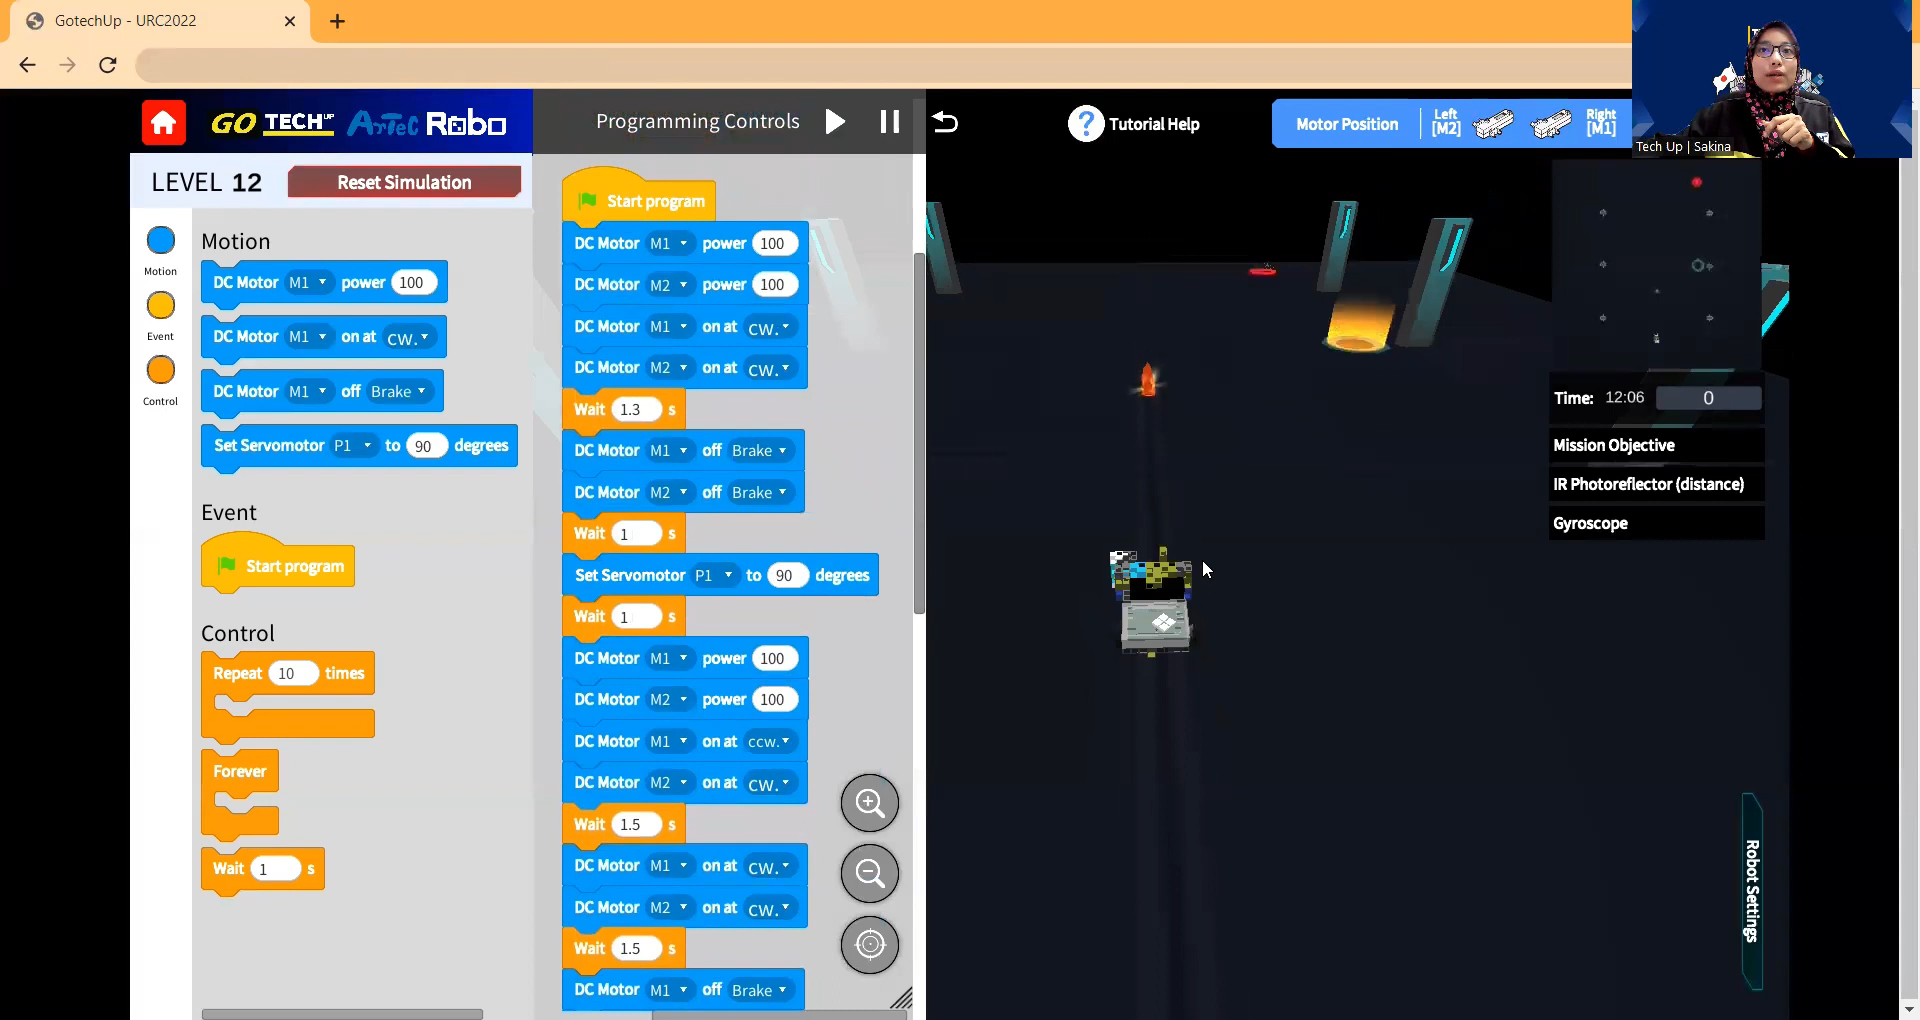 GotechUp - URC2022
GO TECH UP ArTec Robo
Programming Controls
Tutorial Help
Motor Position
Left
[M2]
Right
[M1]
Tech Up | Sakina
LEVEL 12
Reset Simulation
Motion
Event
Control
Motion
DC Motor M1 power 100
DC Motor M1 on at cw.
DC Motor M1 off Brake
Set Servomotor P1 to 90 degrees
Event
Start program
Control
Repeat 10 times
Forever
Wait 1 s
Start program
DC Motor M1 power 100
DC Motor M2 power 100
DC Motor M1 on at cw.
DC Motor M2 on at cw.
Wait 1.3 s
DC Motor M1 off Brake
DC Motor M2 off Brake
Wait 1 s
Set Servomotor P1 to 90 degrees
Wait 1 s
DC Motor M1 power 100
DC Motor M2 power 100
DC Motor M1 on at ccw.
DC Motor M2 on at cw.
Wait 1.5 s
DC Motor M1 on at cw.
DC Motor M2 on at cw.
Wait 1.5 s
DC Motor M1 off Brake
Time: 12:06 0
Mission Objective
IR Photoreflector (distance)
Gyroscope
Robot Settings